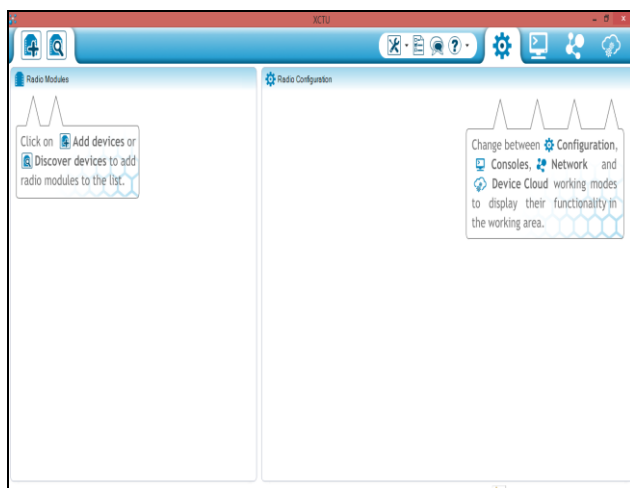 XCTU
Radio Modules
Radio Configuration
Click on Add devices or
Discover devices to add
radio modules to the list.
Change between Configuration,
Consoles, Network and
Device Cloud working modes
to display their functionality in
the working area.